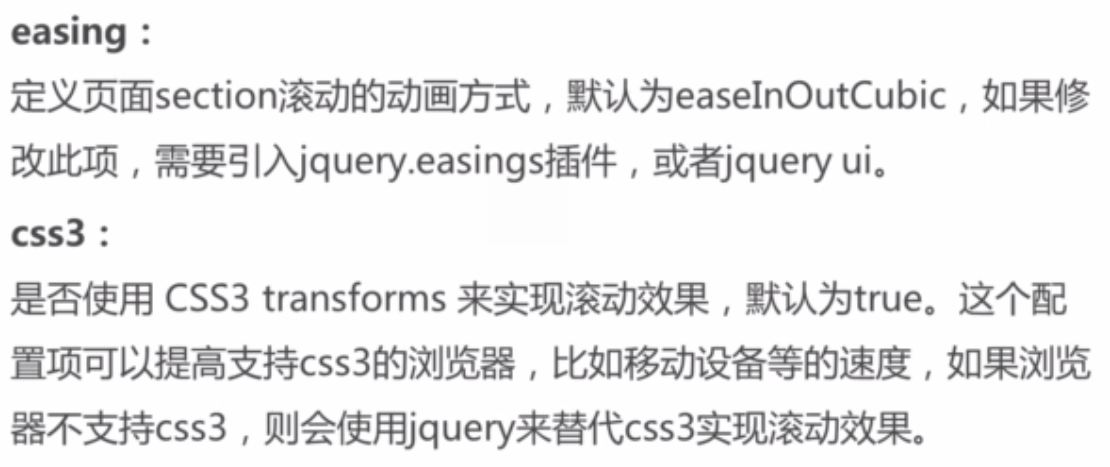 easing：
定义页面section滚动的动画方式，默认为easeInOutCubic，如果修
改此项，需要引入jquery.easings插件，或者jquery ui。
css3：
是否使用 CSS3 transforms 来实现滚动效果，默认为true。这个配
置项可以提高支持css3的浏览器，比如移动设备等的速度，如果浏览
器不支持css3，则会使用jquery来替代css3实现滚动效果。